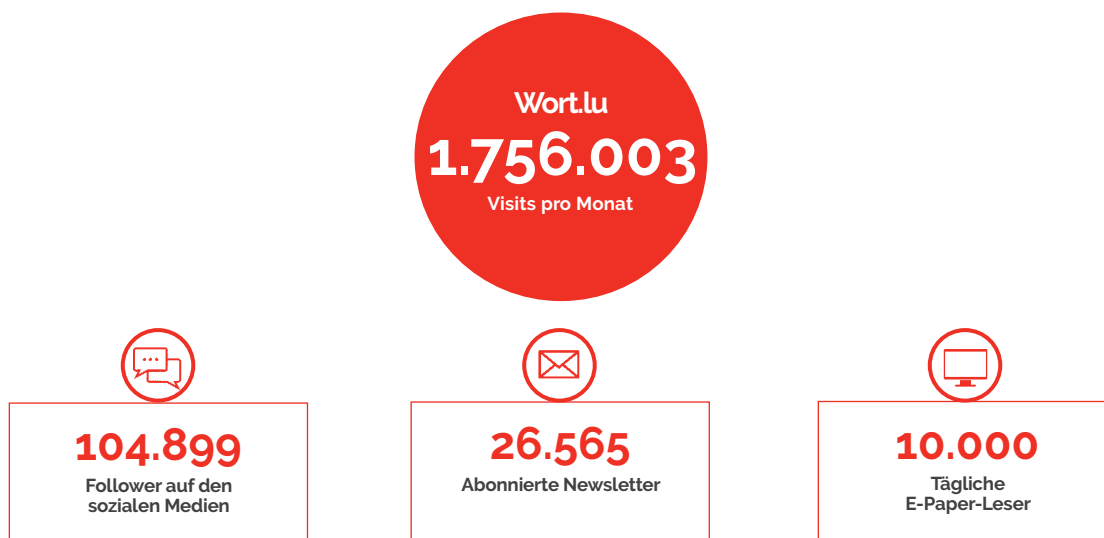 Wort.lu
1.756.003
Visits pro Monat
104.899
Follower auf den
sozialen Medien
26.565
Abonnierte Newsletter
10.000
Tägliche
E-Paper-Leser